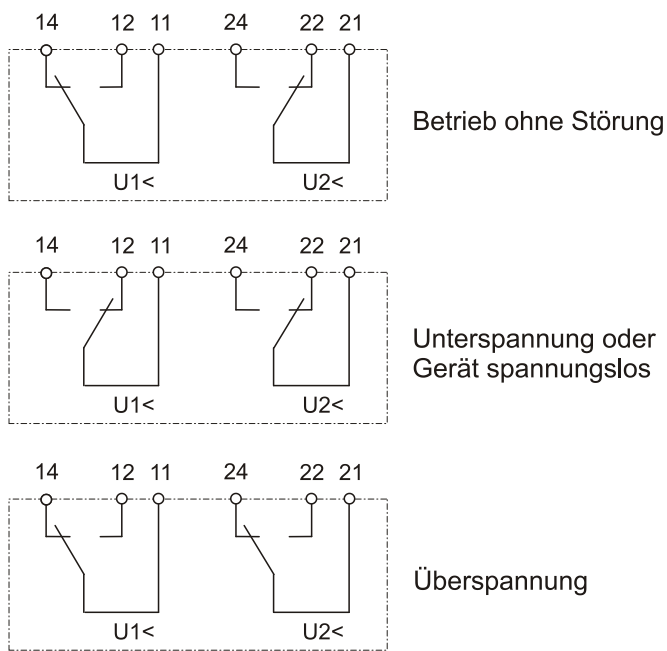 14 12 11 24 22 21
Betrieb ohne Störung
U1< U2<
14 12 11 24 22 21
Unterspannung oder
Gerät spannungslos
U1< U2<
14 12 11 24 22 21
Überspannung
U1< U2<